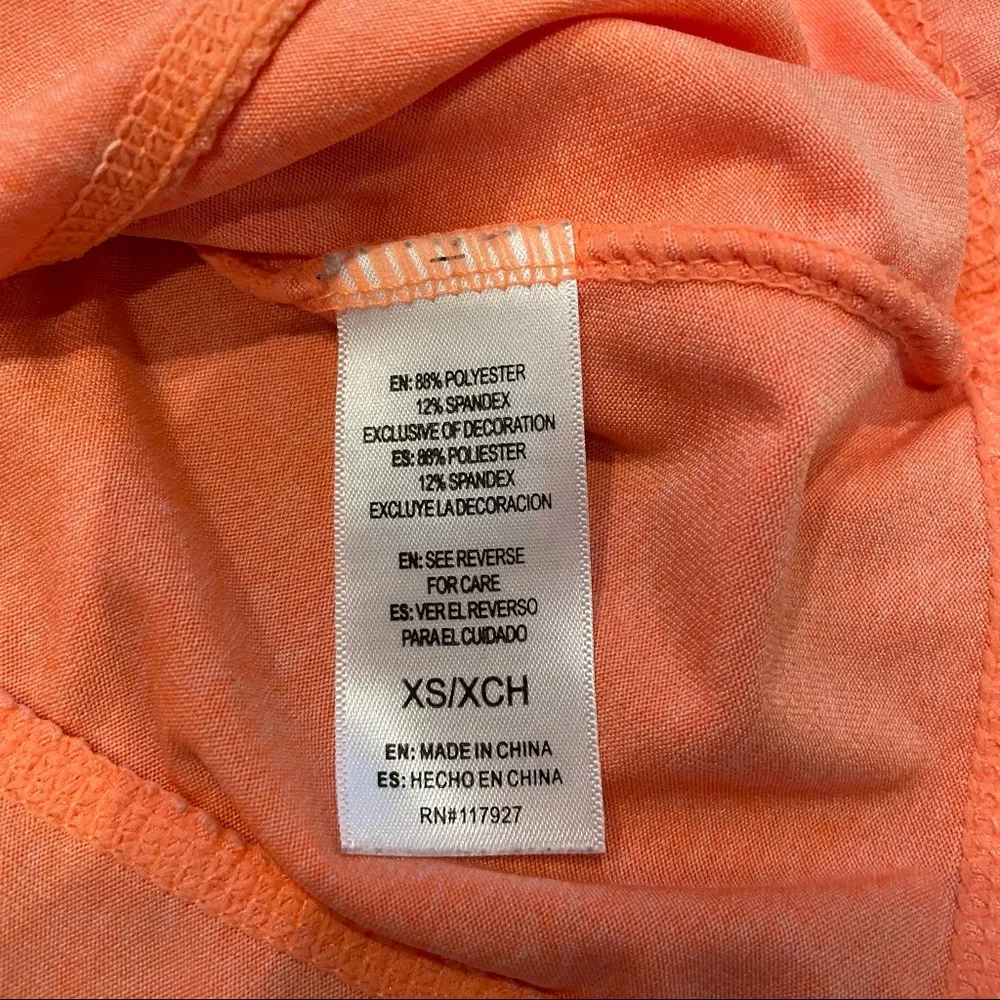 EN: 88% POLYESTER
12% SPANDEX
EXCLUSIVE OF DECORATION
ES: 88% POLIESTER
12% SPANDEX
EXCLUYE LA DECORACION
EN: SEE REVERSE
FOR CARE
ES: VER EL REVERSO
PARA EL CUIDADO
XS/XCH
EN: MADE IN CHINA
ES: HECHO EN CHINA
RN#117927